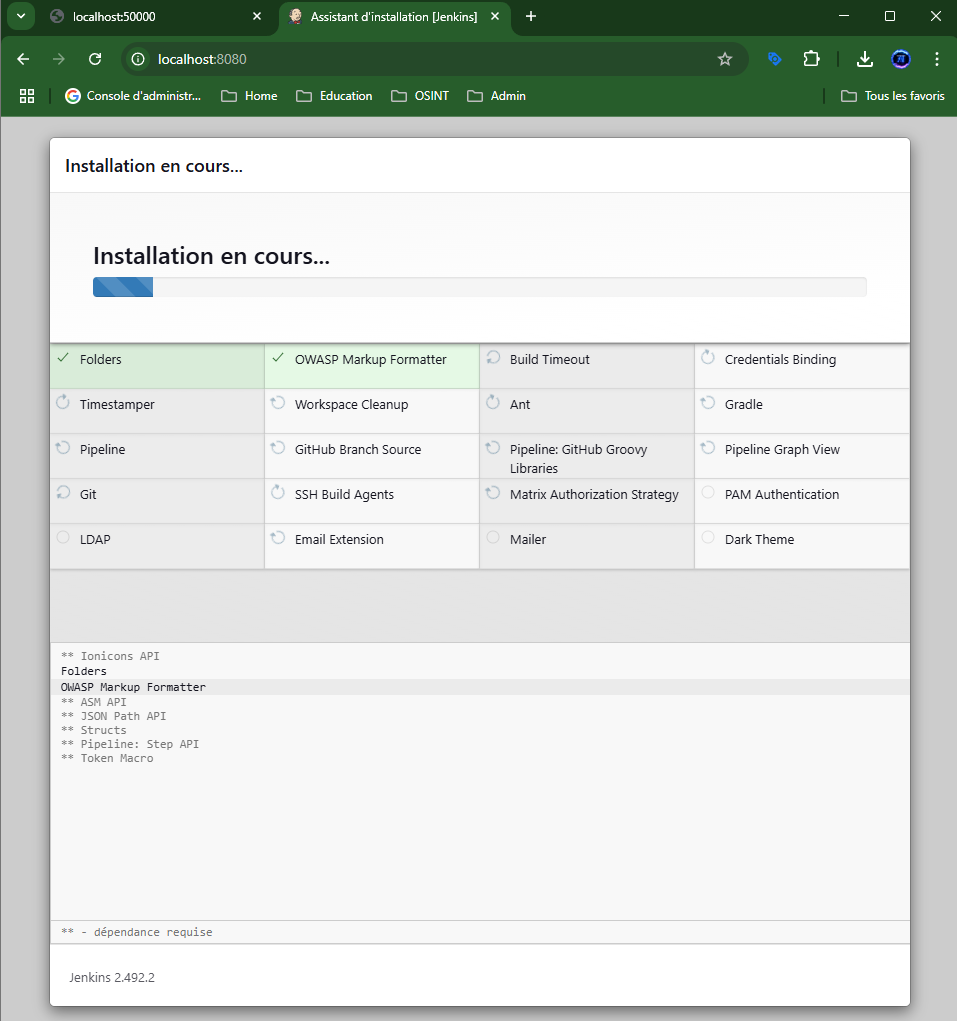 localhost:50000
Assistant d'installation [Jenkins]
localhost:8080
Console d'administr...
Home
Education
OSINT
Admin
Tous les favoris
Installation en cours...
Installation en cours...
Folders
OWASP Markup Formatter
Build Timeout
Credentials Binding
Timestamper
Workspace Cleanup
Ant
Gradle
Pipeline
GitHub Branch Source
Pipeline: GitHub Groovy
Libraries
Pipeline Graph View
Git
SSH Build Agents
Matrix Authorization Strategy
PAM Authentication
LDAP
Email Extension
Mailer
Dark Theme
** Ionicons API
Folders
OWASP Markup Formatter
** ASM API
** JSON Path API
** Structs
** Pipeline: Step API
** Token Macro
** - dépendance requise
Jenkins 2.492.2